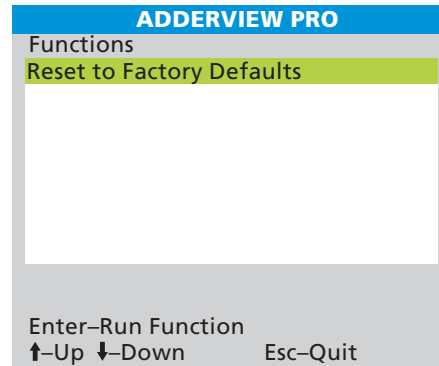 ADDERVIEW PRO
Functions
Reset to Factory Defaults
Enter–Run Function
⬆–Up ⬇–Down Esc–Quit